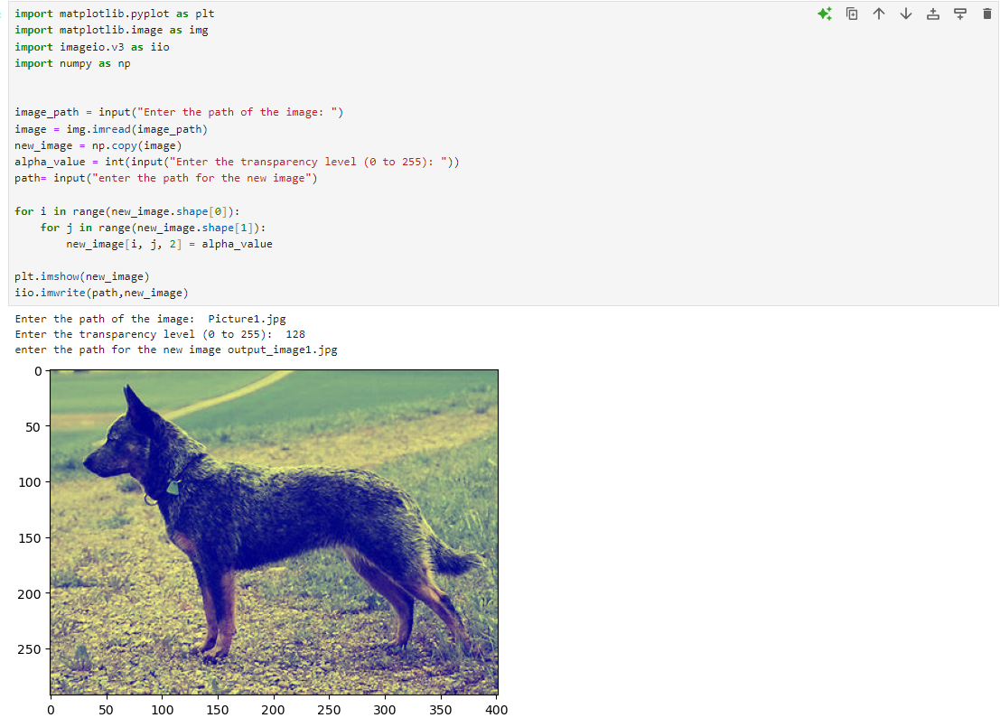 import matplotlib.pyplot as plt
import matplotlib.image as img
import imageio.v3 as iio
import numpy as np
image_path = input("Enter the path of the image: ")
image = img.imread(image_path)
new_image = np.copy(image)
alpha_value = int(input("Enter the transparency level (0 to 255): "))
path= input("enter the path for the new image")
for i in range(new_image.shape[0]):
    for j in range(new_image.shape[1]):
        new_image[i, j, 2] = alpha_value
plt.imshow(new_image)
iio.imwrite(path,new_image)
Enter the path of the image:  Picture1.jpg
Enter the transparency level (0 to 255):  128
enter the path for the new image output_image1.jpg
0
50
100
150
200
250
0 50 100 150 200 250 300 350 400